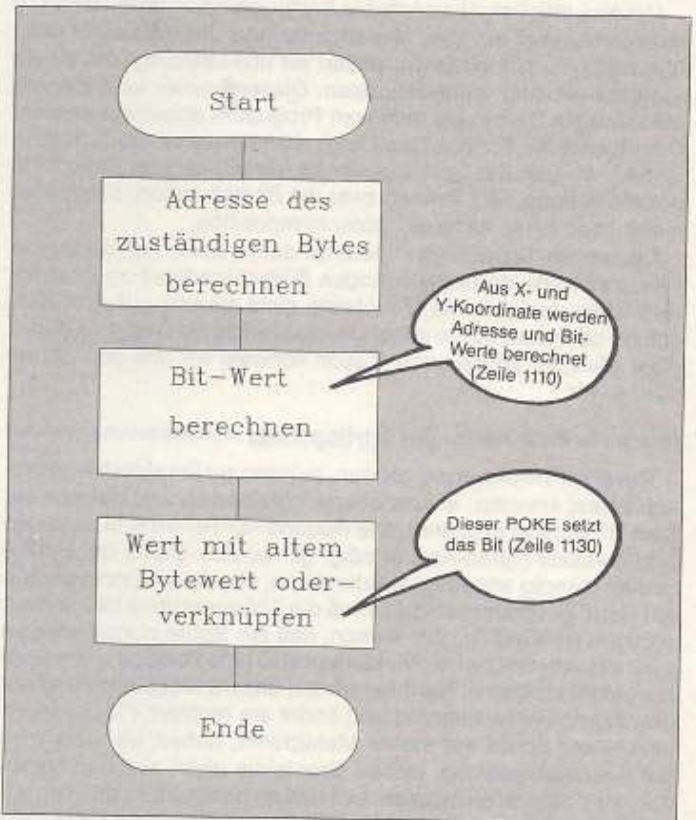 Start
Adresse des
zuständigen Bytes
berechnen
Aus X- und
Y-Koordinate werden
Adresse und Bit-
Werte berechnet
(Zeile 1110)
Bit-Wert
berechnen
Dieser POKE setzt
das Bit (Zeile 1130)
Wert mit altem
Bytewert oder-
verknüpfen
Ende